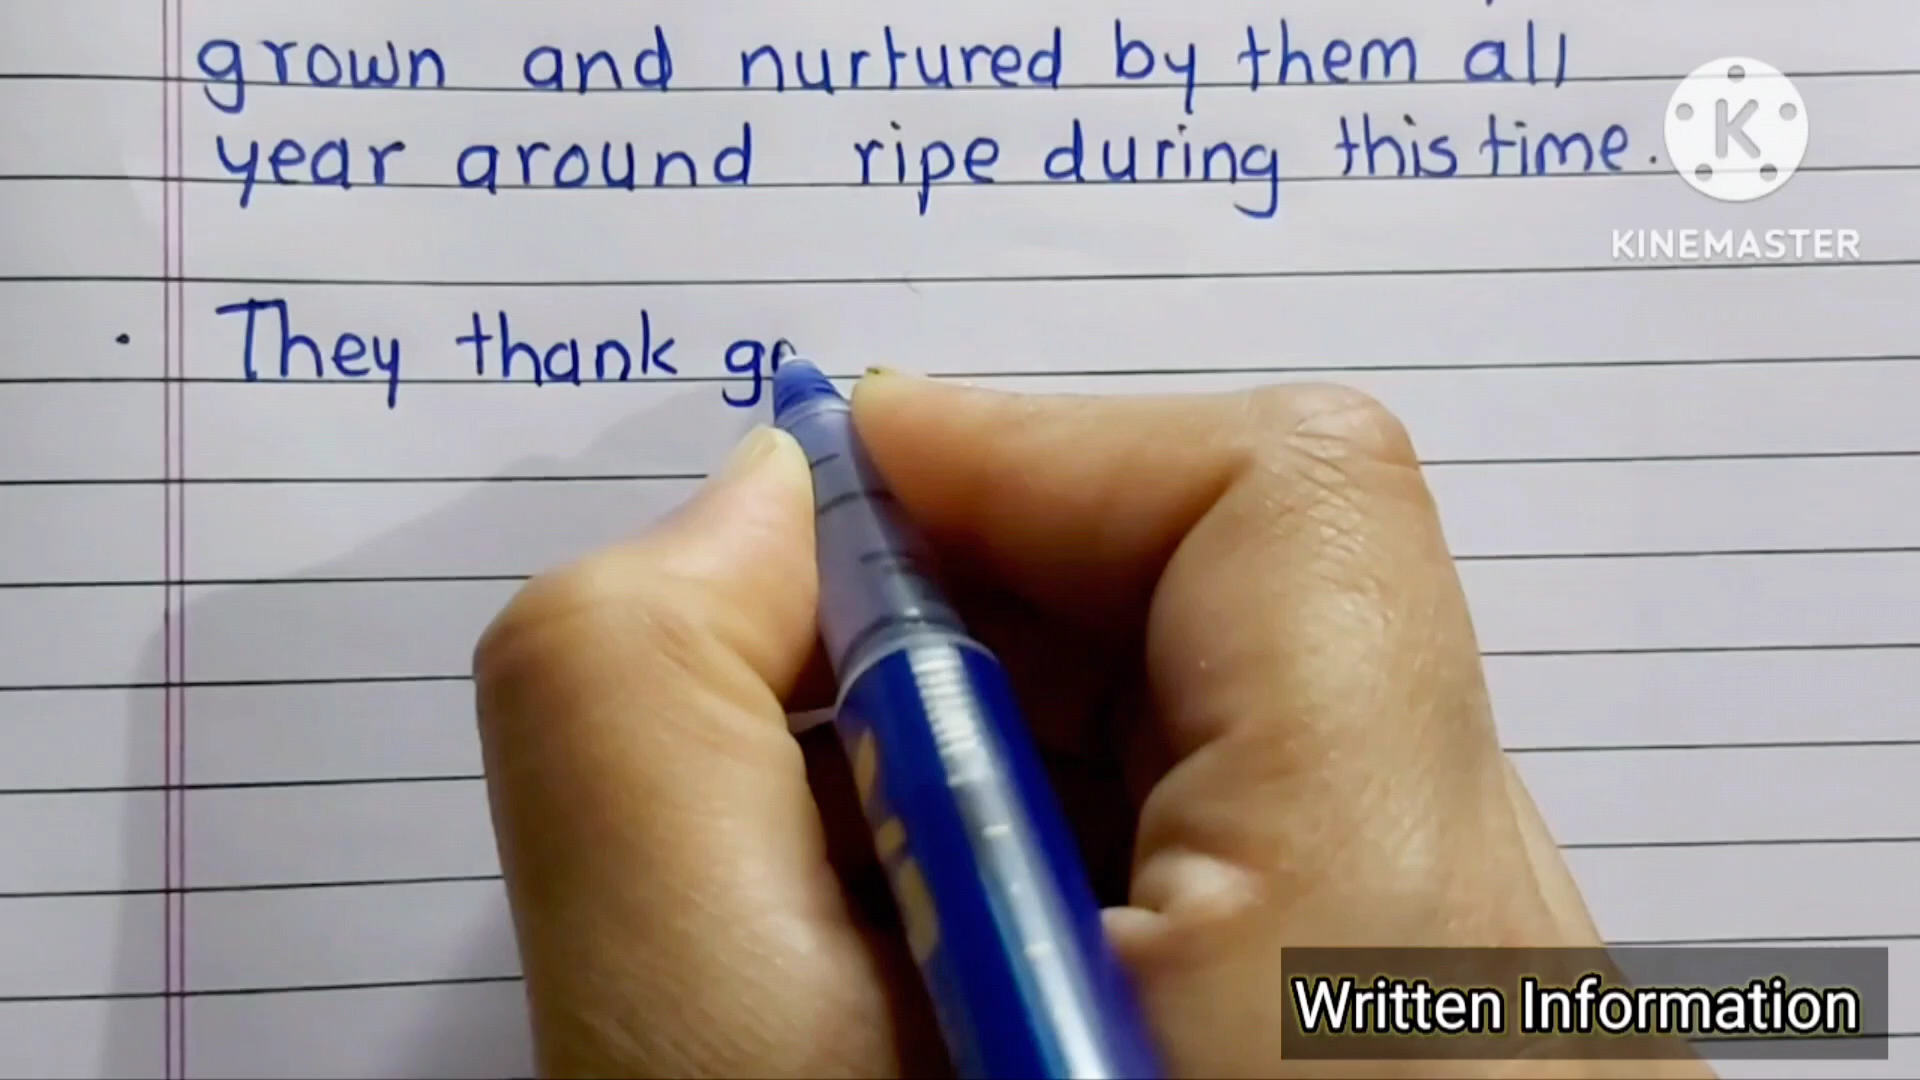 grown and nurtured by them all
year around ripe during this time.
K
KINEMASTER
• They thank
Written Information